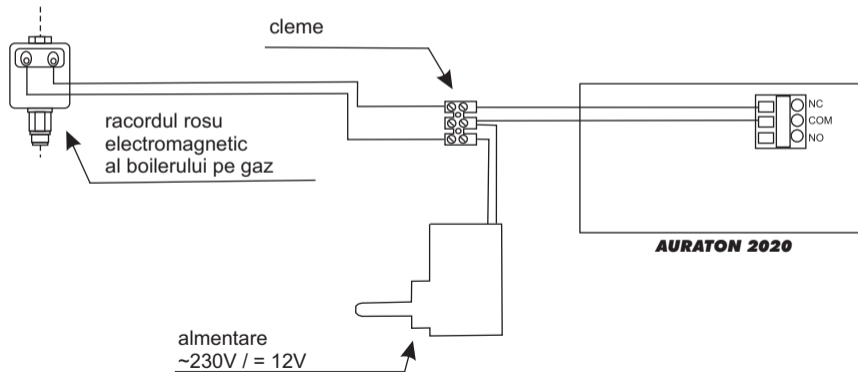 cleme
racordul rosu
electromagnetic
al boilerului pe gaz
NC
COM
NO
AURATON 2020
almentare
~230V / = 12V